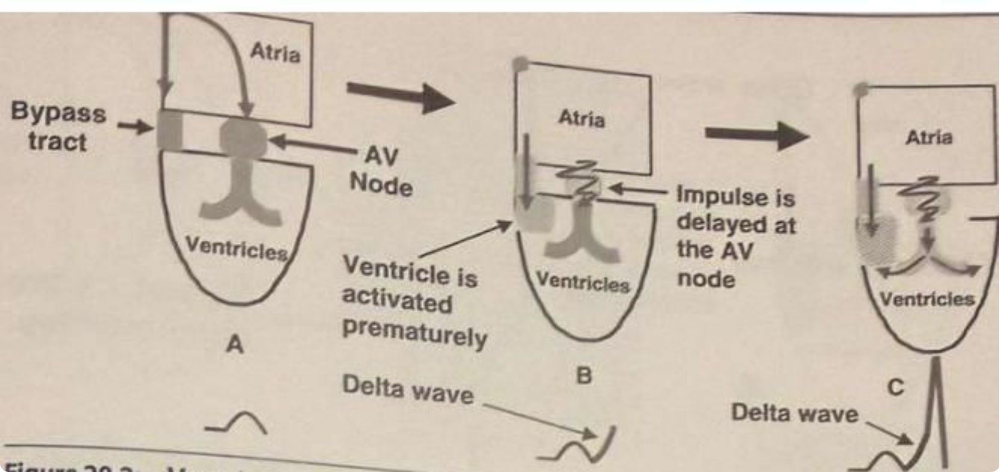 Atria
Bypass
tract
AV
Node
Ventricles
A
Atria
Impulse is
delayed at
the AV
node
Ventricle is
activated
prematurely
Ventricles
B
Delta wave
Atria
Ventricles
C
Delta wave